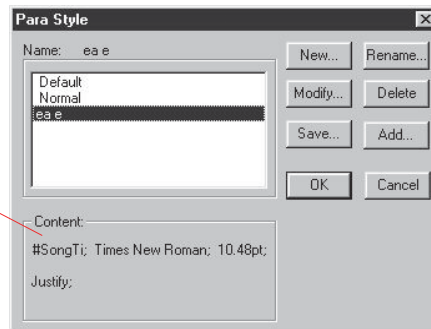 Para Style
Name: ea e
New...
Rename...
Default
Normal
ea e
Modify...
Delete
Save...
Add...
OK
Cancel
Content:
#SongTi; Times New Roman; 10.48pt;
Justify;